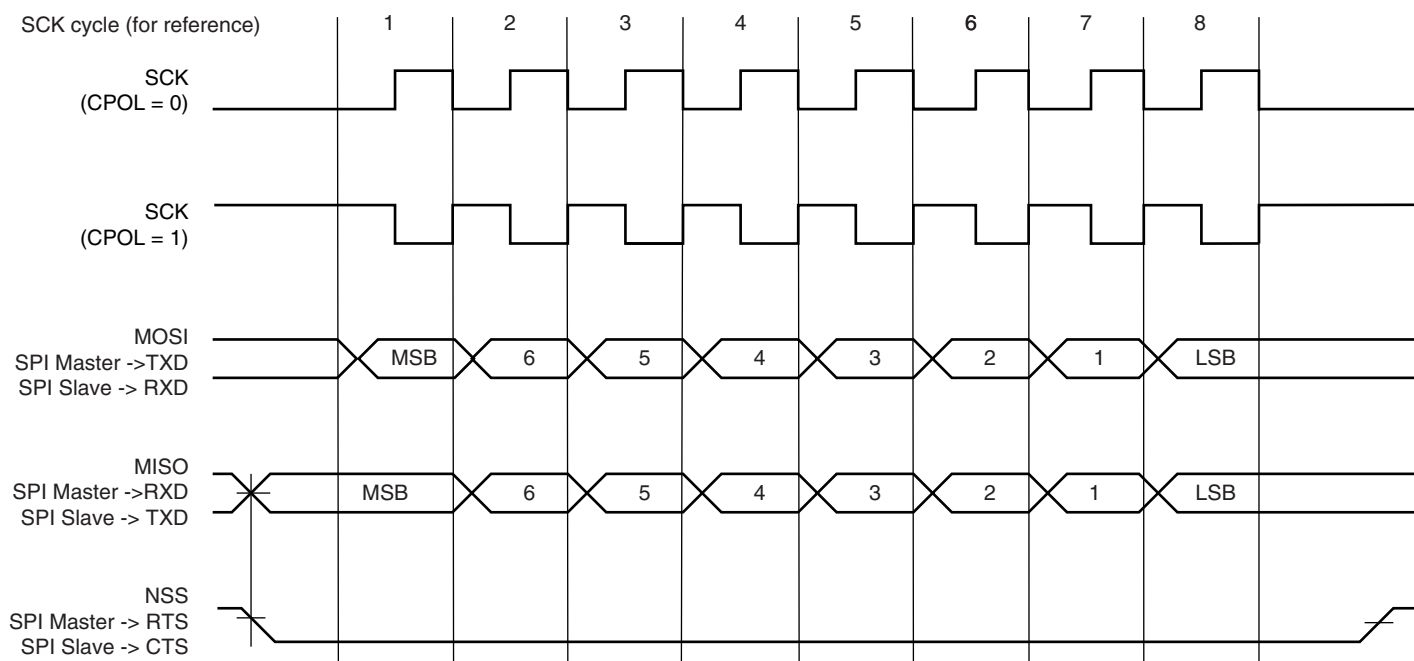 SCK cycle (for reference) 1 2 3 4 5 6 7 8
SCK
(CPOL = 0)
SCK
(CPOL = 1)
MOSI
SPI Master ->TXD
SPI Slave -> RXD
MSB 6 5 4 3 2 1 LSB
MISO
SPI Master ->RXD
SPI Slave -> TXD
MSB 6 5 4 3 2 1 LSB
NSS
SPI Master -> RTS
SPI Slave -> CTS